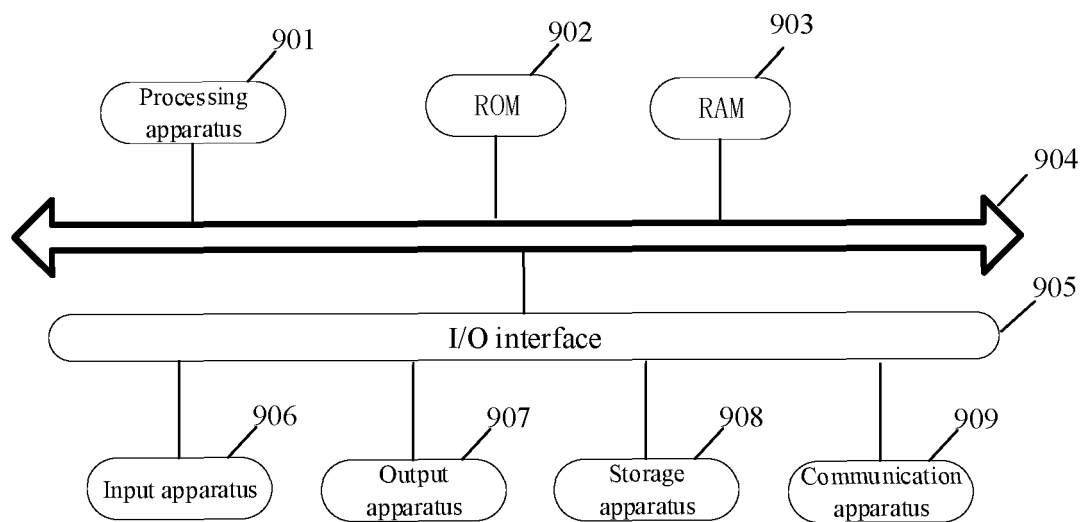 901
902
903
Processing
apparatus
ROM
RAM
904
905
I/O interface
906
907
908
909
Input apparatus
Output
apparatus
Storage
apparatus
Communication
apparatus